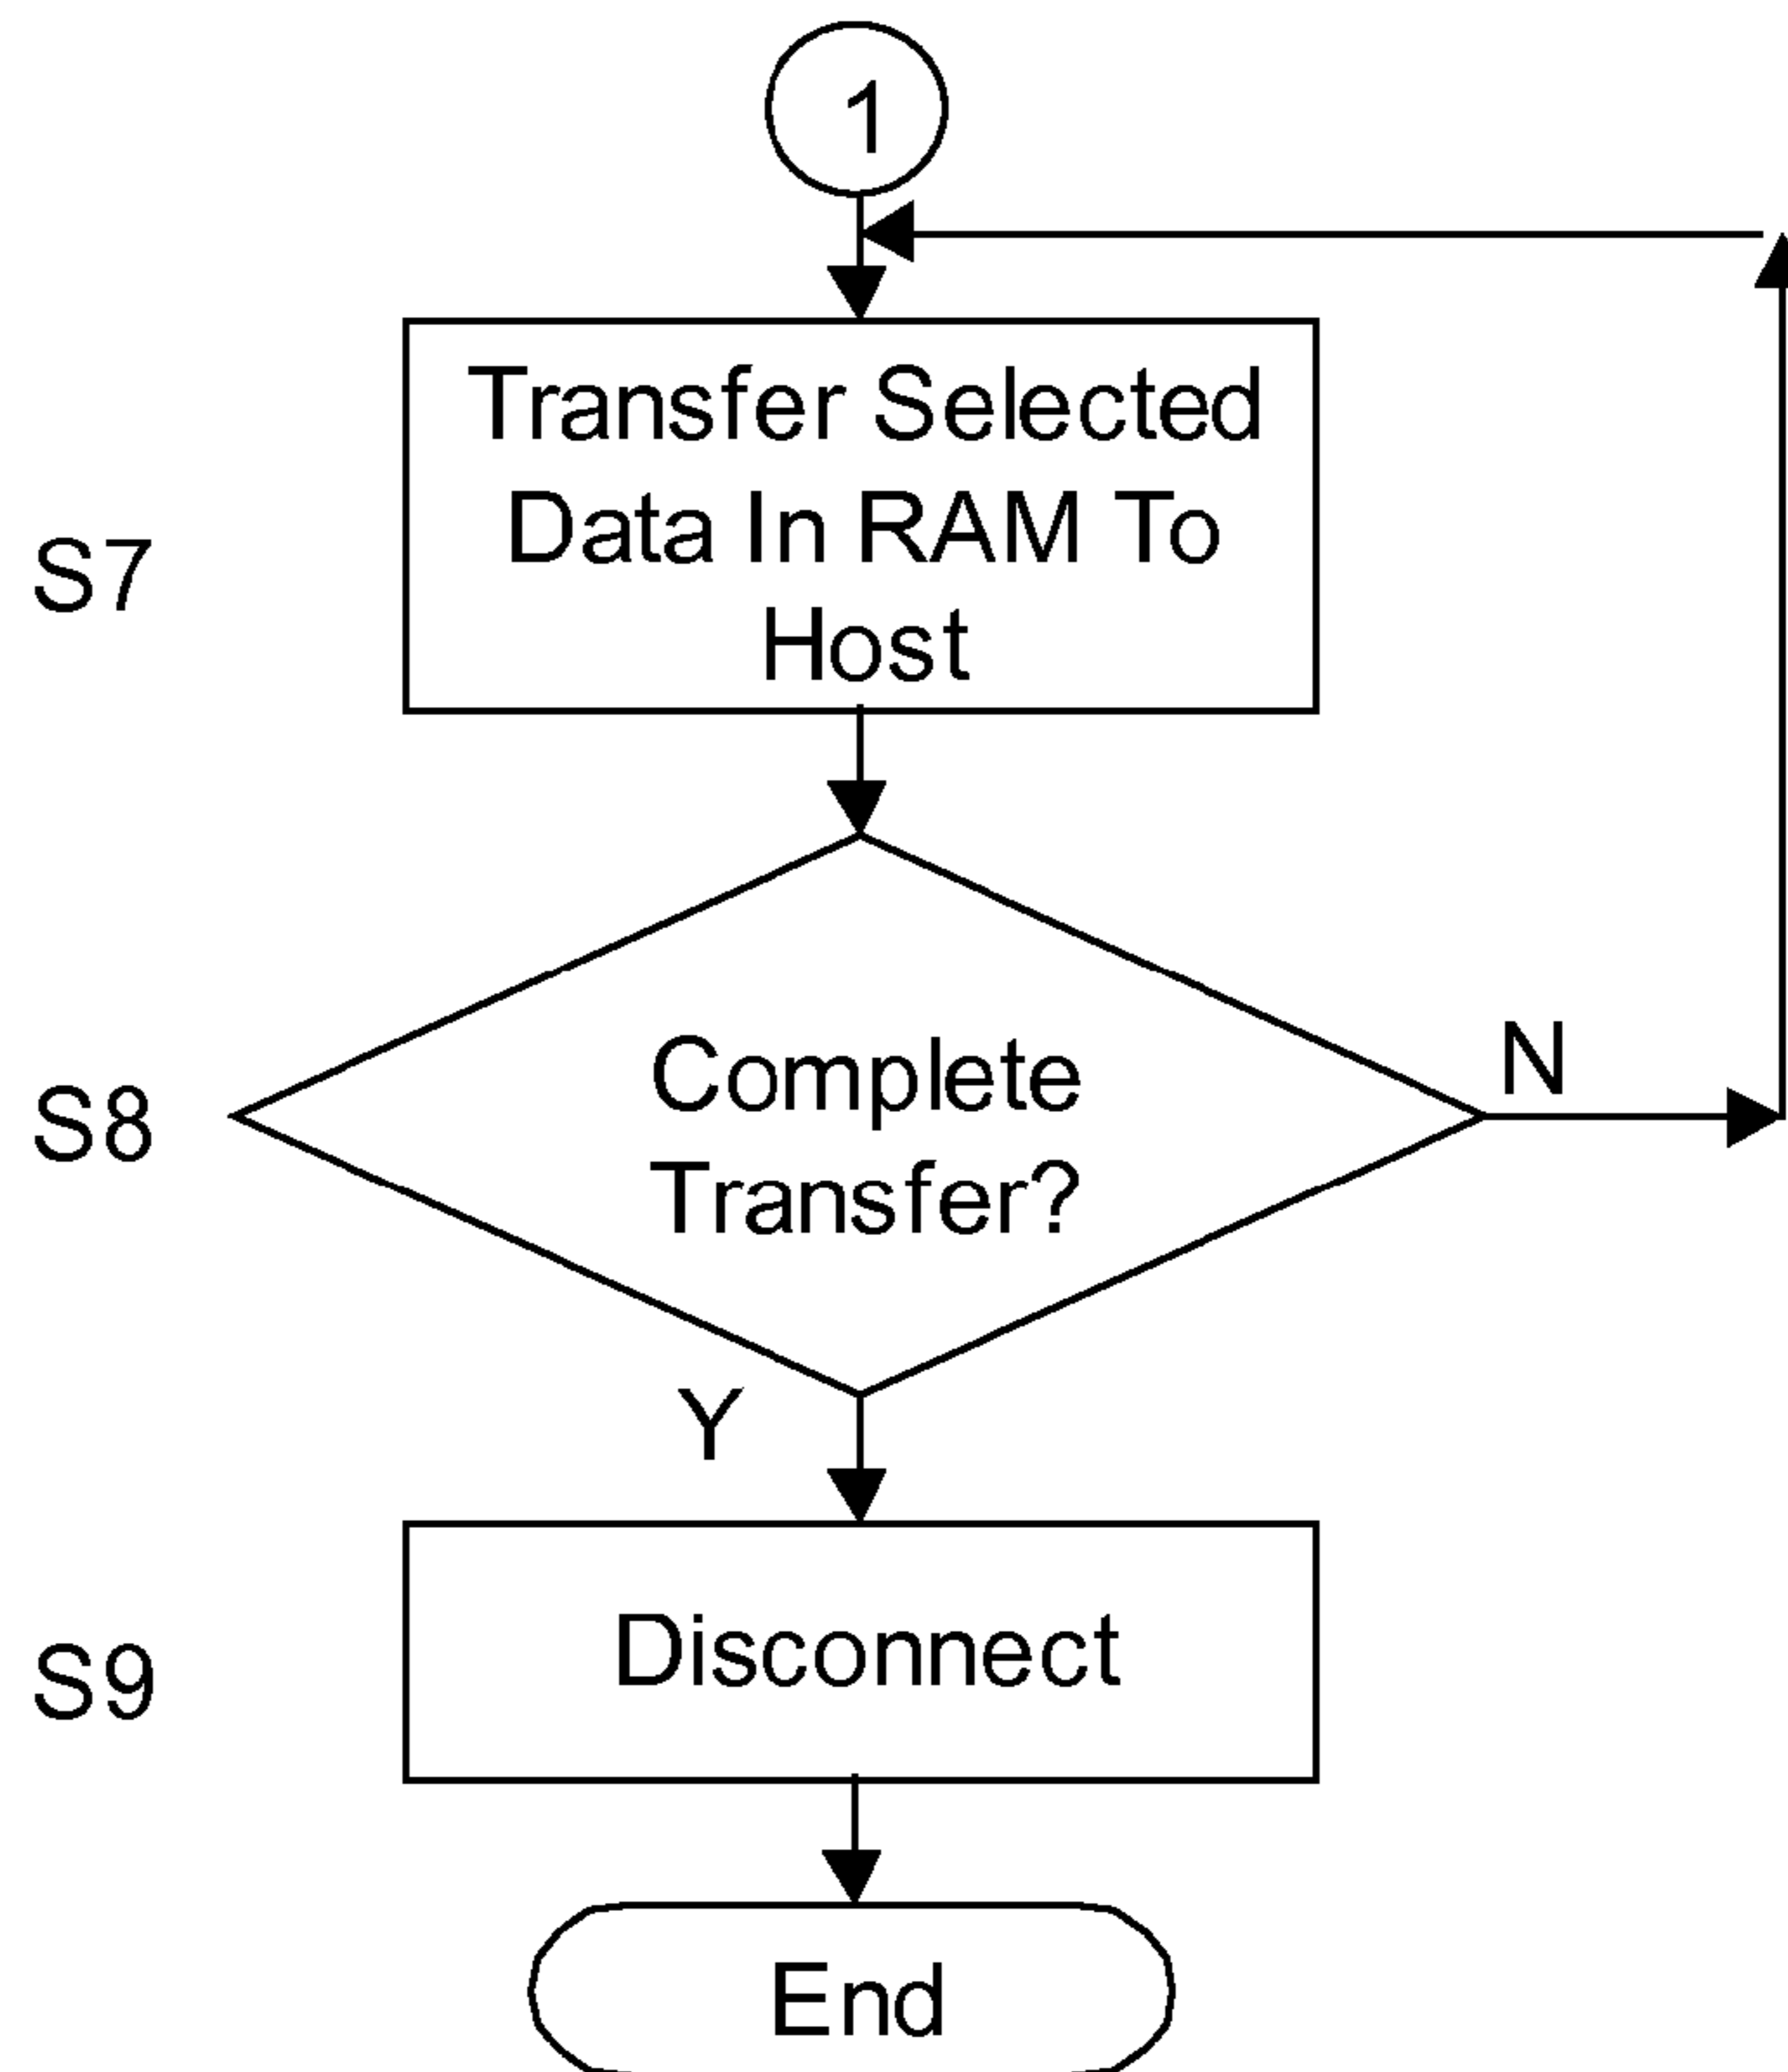 1
Transfer Selected
Data In RAM To
Host
S7
Complete
Transfer?
N
S8
Y
Disconnect
S9
End